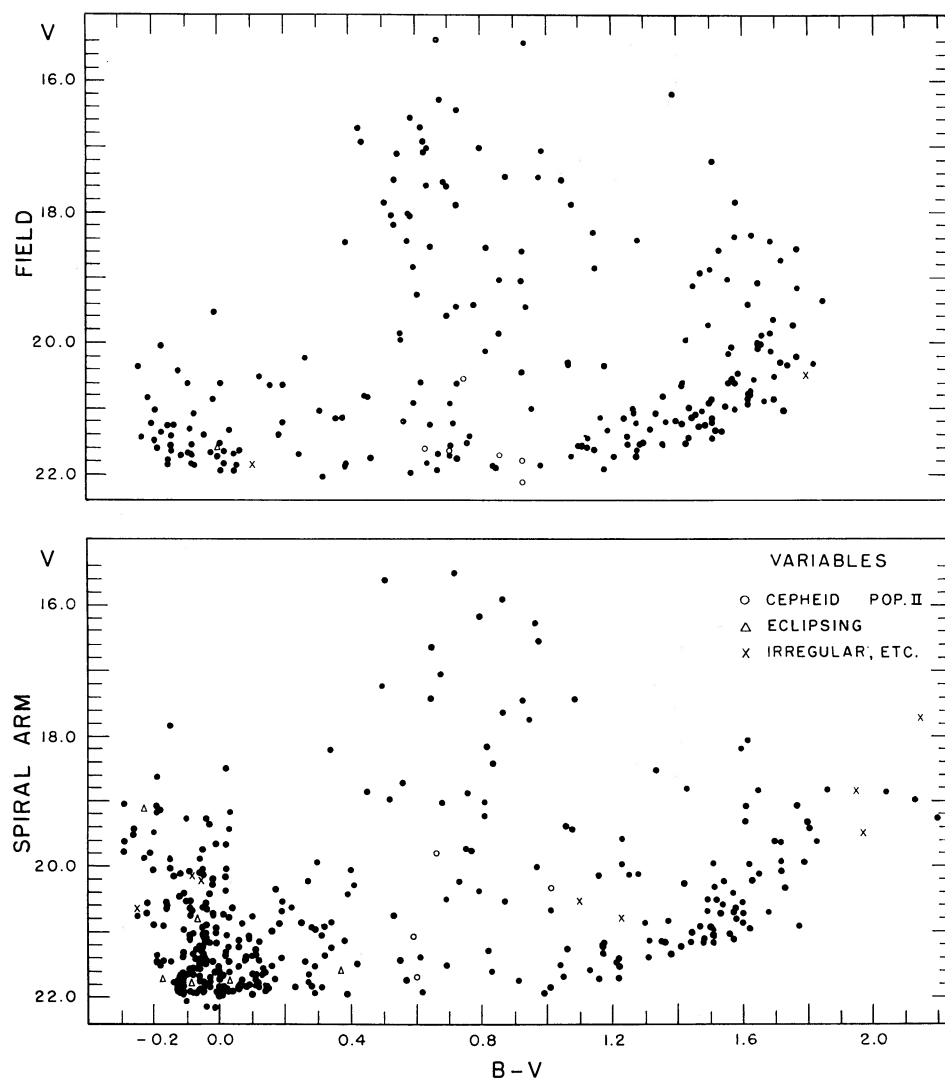 V
16.0
18.0
20.0
22.0
FIELD
V
16.0
18.0
20.0
22.0
SPIRAL ARM
VARIABLES
○ CEPHEID POP. II
△ ECLIPSING
× IRREGULAR, ETC.
-0.2 0.0 0.4 0.8 1.2 1.6 2.0
B-V